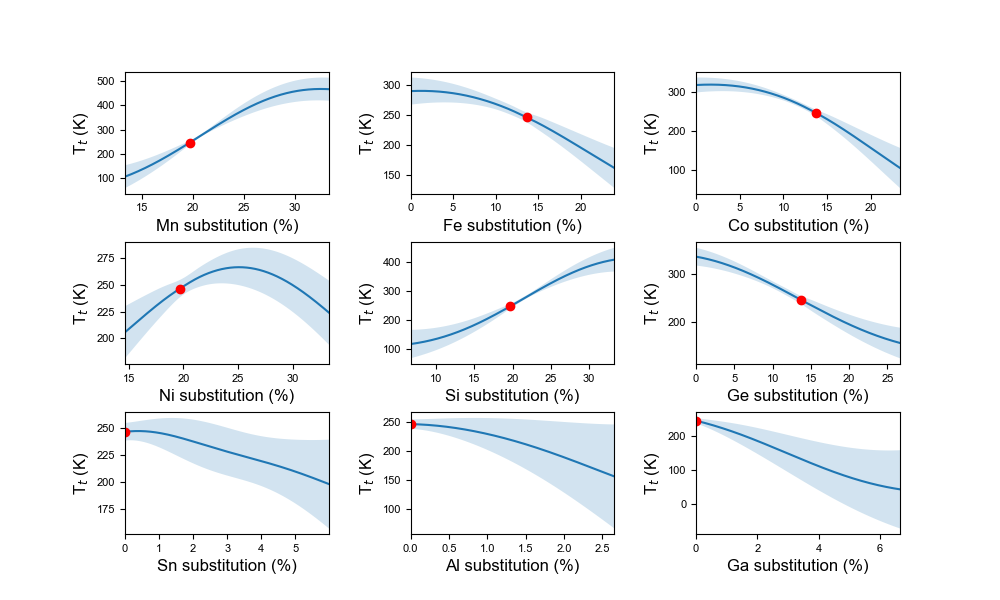 500
400
300
200
100
T_t (K)
15 20 25 30
Mn substitution (%)
300
250
200
150
T_t (K)
0 5 10 15 20
Fe substitution (%)
300
200
100
T_t (K)
0 5 10 15 20
Co substitution (%)
275
250
225
200
T_t (K)
15 20 25 30
Ni substitution (%)
400
300
200
100
T_t (K)
10 15 20 25 30
Si substitution (%)
300
200
T_t (K)
0 5 10 15 20 25
Ge substitution (%)
250
225
200
175
T_t (K)
0 1 2 3 4 5
Sn substitution (%)
250
200
150
100
T_t (K)
0.0 0.5 1.0 1.5 2.0 2.5
Al substitution (%)
200
100
0
T_t (K)
0 2 4 6
Ga substitution (%)